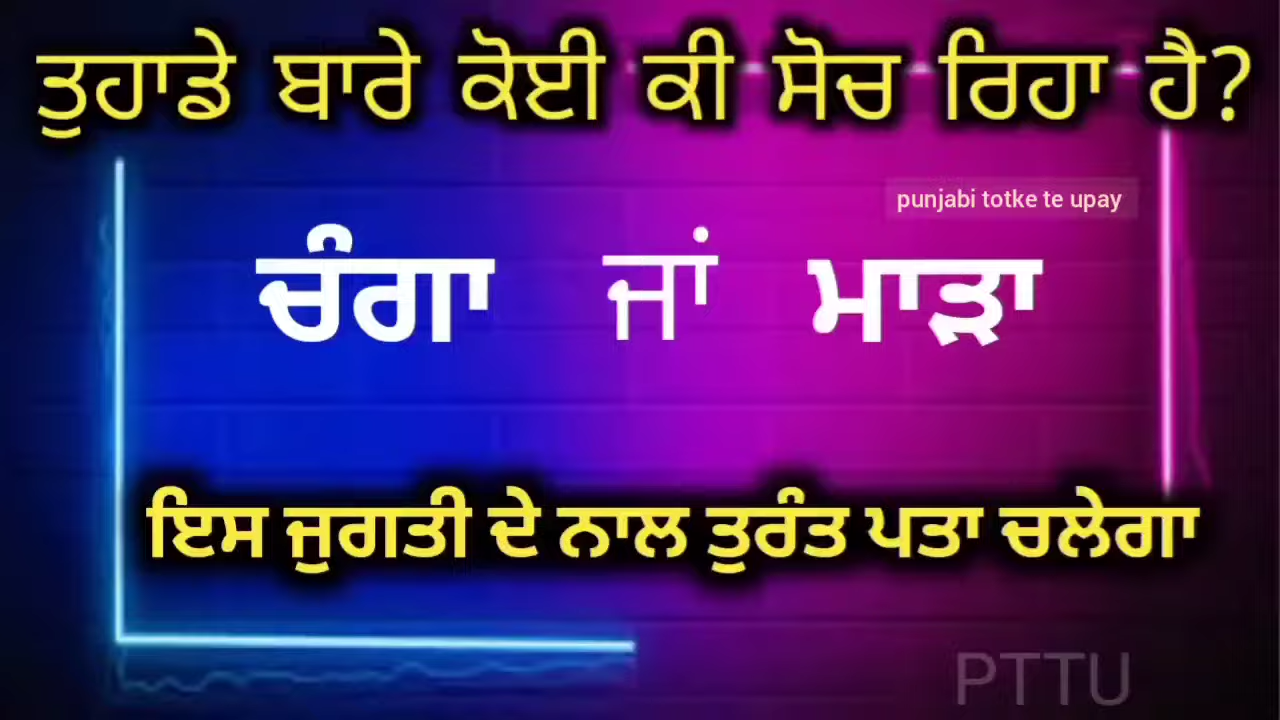 ਤੁਹਾਡੇ ਬਾਰੇ ਕੋਈ ਕੀ ਸੋਚ ਰਿਹਾ ਹੈ?
punjabi totke te upay
ਚੰਗਾ ਜਾਂ ਮਾੜਾ
ਇਸ ਜੁਗਤੀ ਦੇ ਨਾਲ ਤੁਰੰਤ ਪਤਾ ਚਲੇਗਾ
PTTU